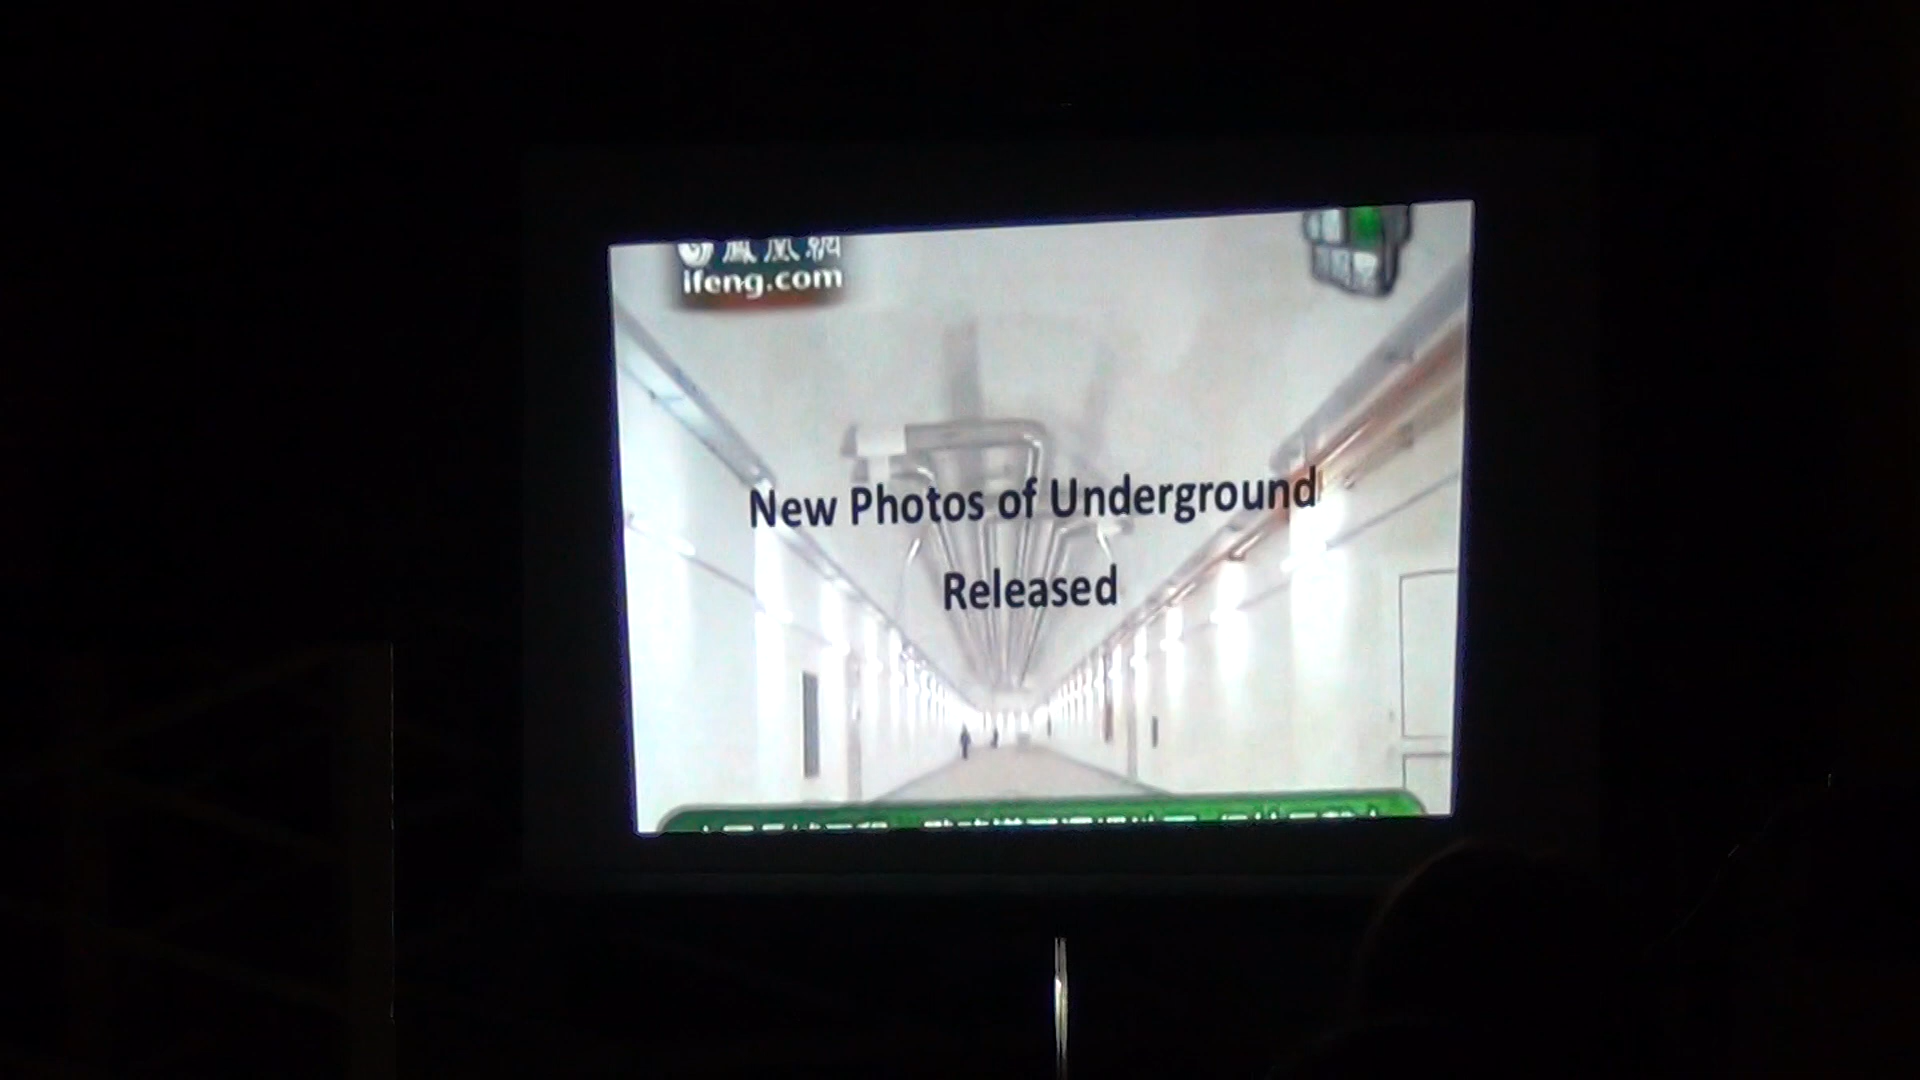 鳳凰網
ifeng.com
New Photos of Underground
Released